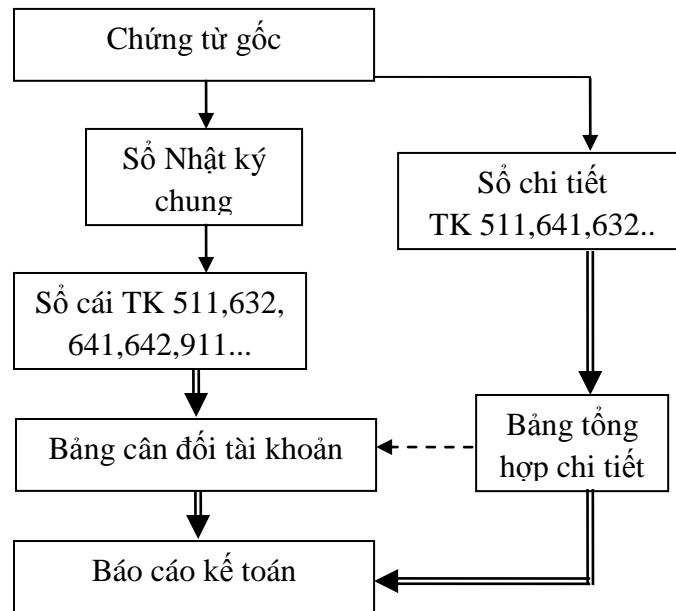 Chứng từ gốc
Sổ Nhật ký
chung
Sổ chi tiết
TK 511,641,632..
Sổ cái TK 511,632,
641,642,911...
Bảng cân đối tài khoản
Bảng tổng
hợp chi tiết
Báo cáo kế toán